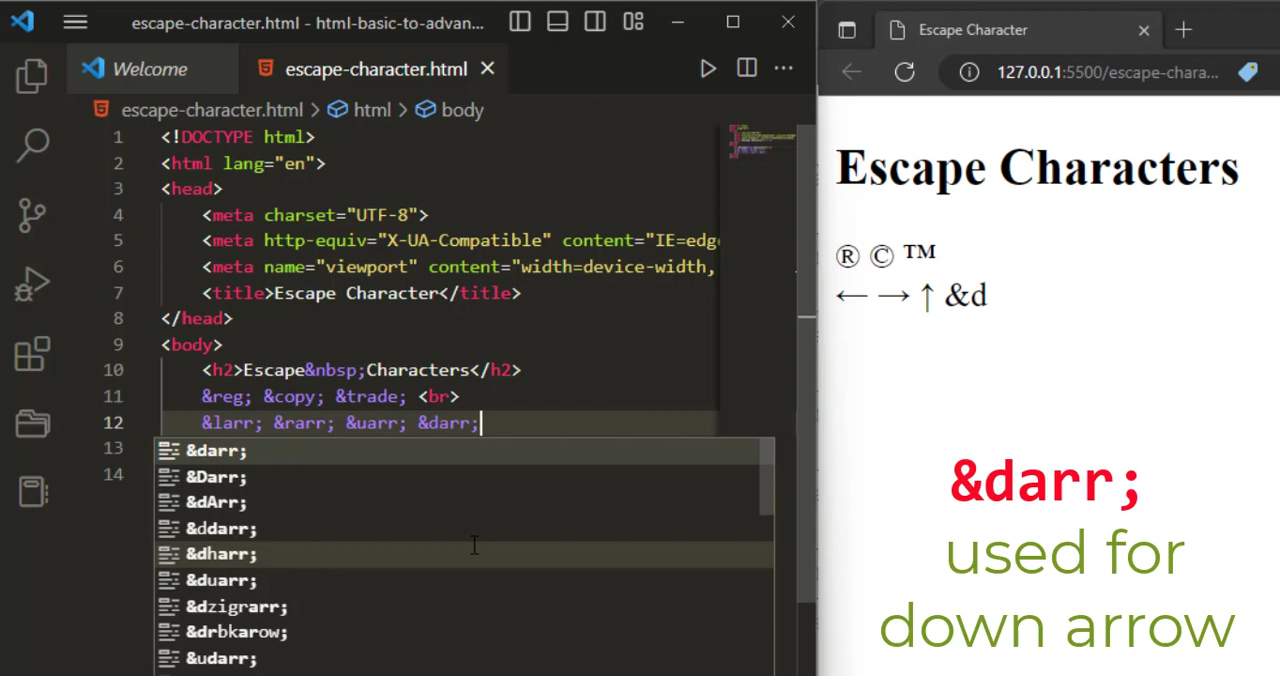 escape-character.html - html-basic-to-advan...
Welcome
escape-character.html
escape-character.html > html > body
1 <!DOCTYPE html>
2 <html lang="en">
3 <head>
4 <meta charset="UTF-8">
5 <meta http-equiv="X-UA-Compatible" content="IE=edg
6 <meta name="viewport" content="width=device-width,
7 <title>Escape Character</title>
8 </head>
9 <body>
10 <h2>Escape&nbsp;Characters</h2>
11 &reg; &copy; &trade; <br>
12 &larr; &rarr; &uarr; &darr;
13
14
&darr;
&Darr;
&dArr;
&ddarr;
&dharr;
&duarr;
&dzigrarr;
&drbkarow;
&udarr;
Escape Character
127.0.0.1:5500/escape-chara...
Escape Characters
® © ™
← → ↑ &d
&darr;
used for
down arrow